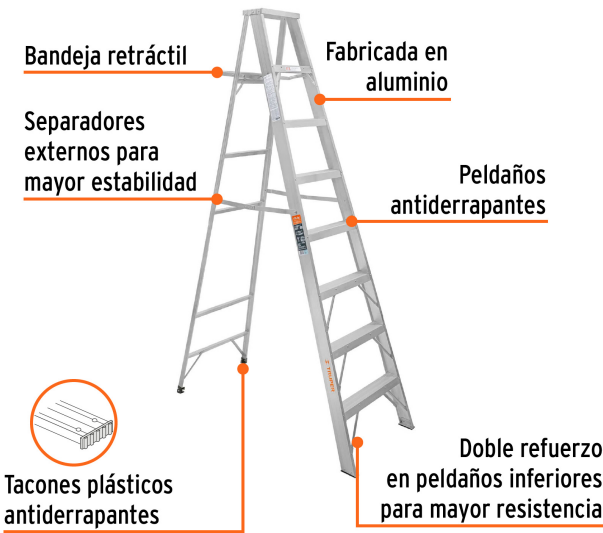 Bandeja retráctil
Fabricada en
aluminio
Separadores
externos para
mayor estabilidad
Peldaños
antiderrapantes
TRUPER
Tacones plásticos
antiderrapantes
Doble refuerzo
en peldaños inferiores
para mayor resistencia